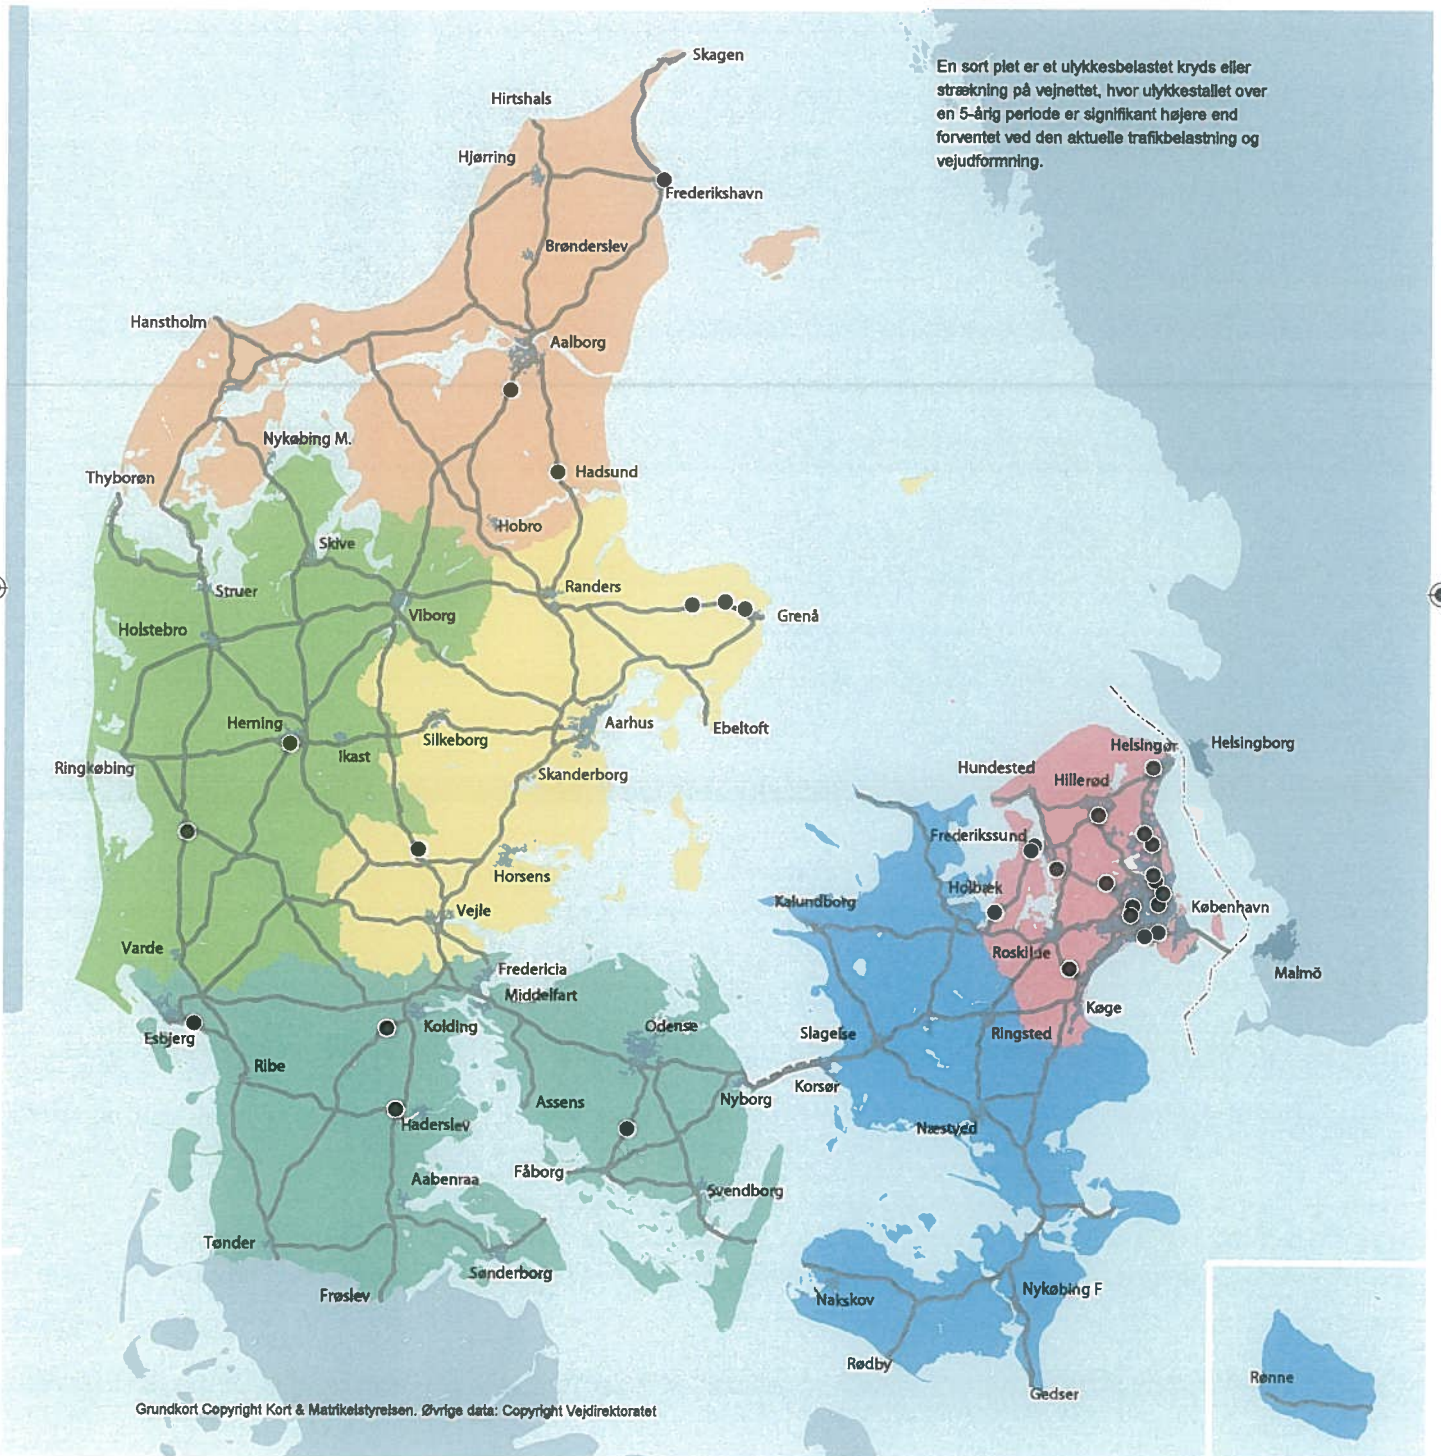 Skagen
En sort plet er et ulykkesbelastet kryds eller
strækning på vejnettet, hvor ulykkestallet over
en 5-årig periode er signifikant højere end
forventet ved den aktuelle trafikbelastning og
vejudformning.
Hirtshals
Hjørring
Frederikshavn
Brønderslev
Hanstholm
Aalborg
Nykøbing M.
Thyborøn
Hadsund
Hobro
Skive
Struer
Randers
Viborg
Grenå
Holstebro
Herning
Silkeborg
Aarhus
Ebeltoft
Ikast
Ringkøbing
Skanderborg
Helsingør
Helsingborg
Hundested
Hillerød
Frederikssund
Horsens
Holbæk
Kalundborg
København
Vejle
Varde
Roskilde
Malmö
Fredericia
Middelfart
Køge
Kolding
Odense
Slagelse
Ringsted
Esbjerg
Ribe
Korsør
Nyborg
Assens
Haderslev
Næstved
Fåborg
Aabenraa
Svendborg
Tønder
Sønderborg
Frøslev
Nykøbing F
Nakskov
Rødby
Rønne
Gedser
Grundkort Copyright Kort & Matrikelstyrelsen. Øvrige data: Copyright Vejdirektoratet